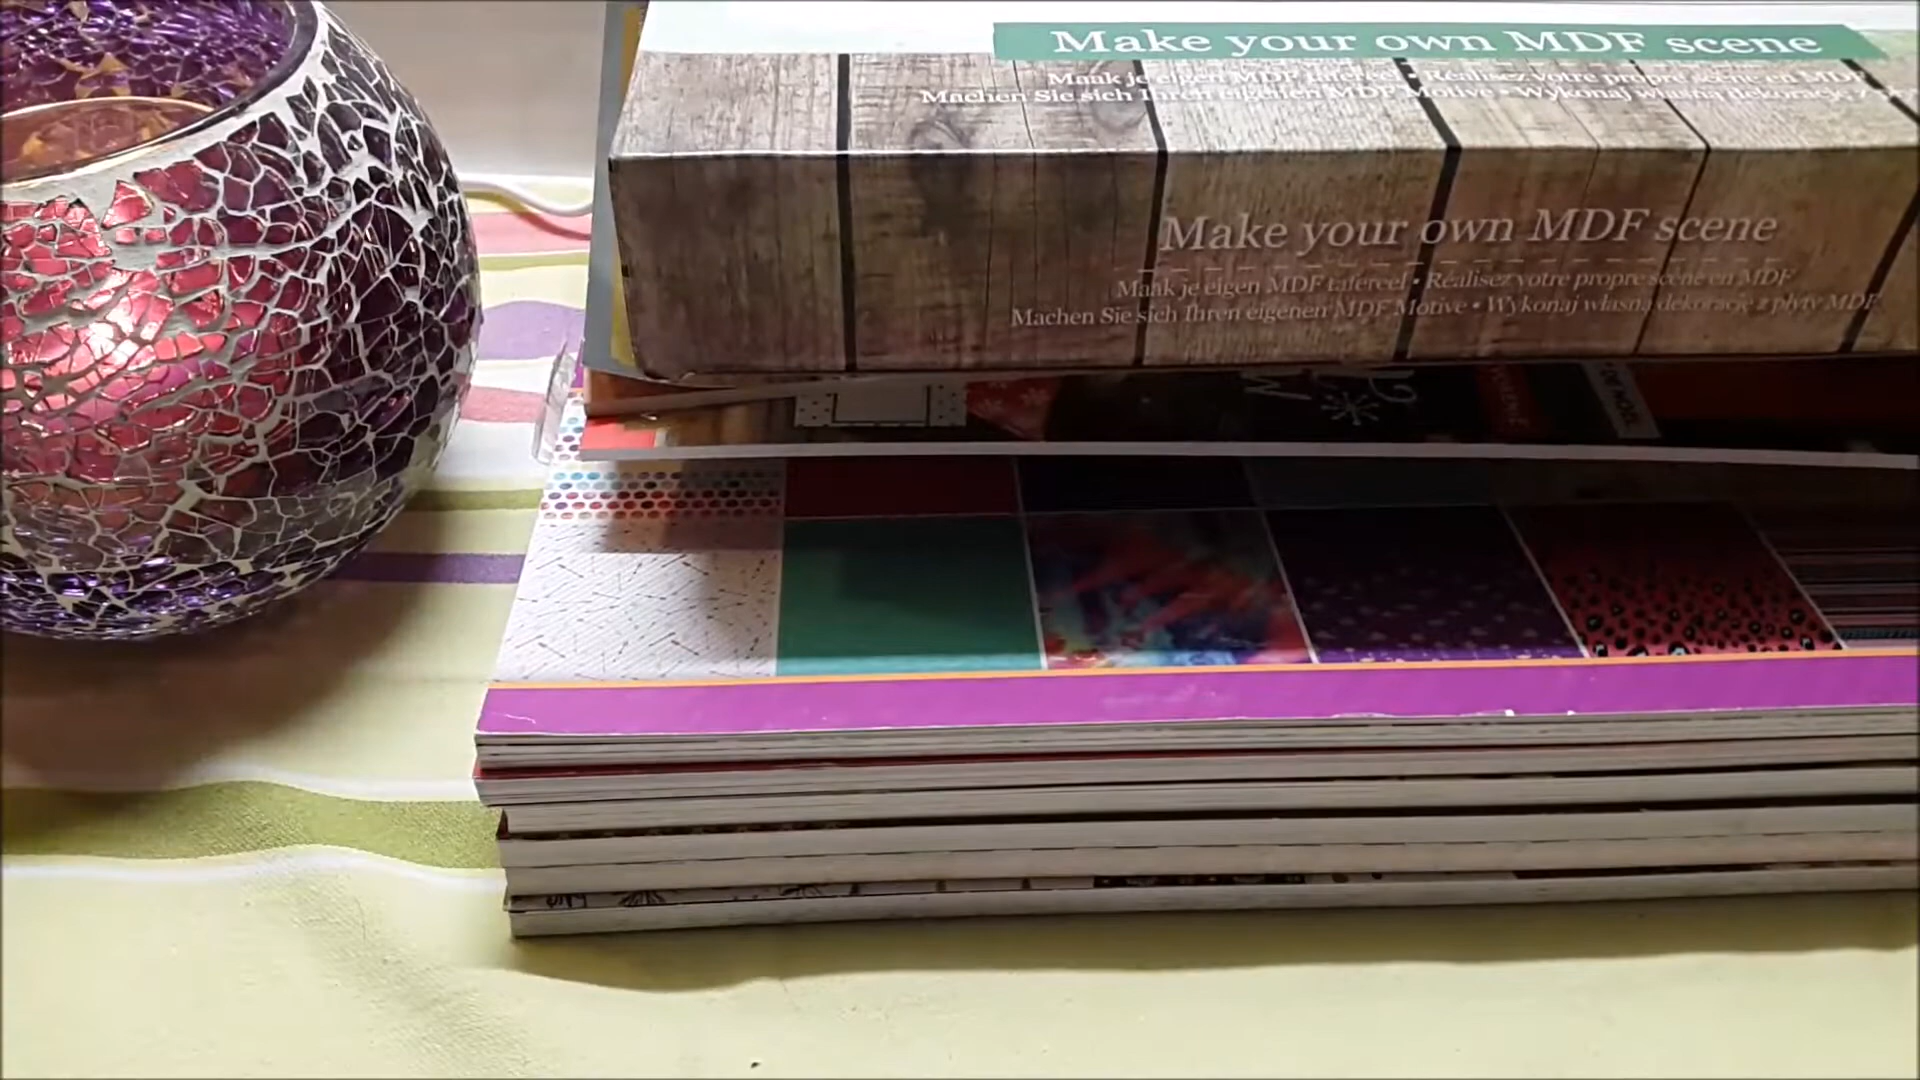 Make your own MDF scene
Maak je eigen MDF tafereel • Réalisez votre propre scène en MDF
Machen Sie sich Ihren eigenen MDF Motive • Wykonaj własną dekorację z
Make your own MDF scene
Maak je eigen MDF tafereel • Réalisez votre propre scène en MDF
Machen Sie sich Ihren eigenen MDF Motive • Wykonaj własną dekorację z płyty MDF